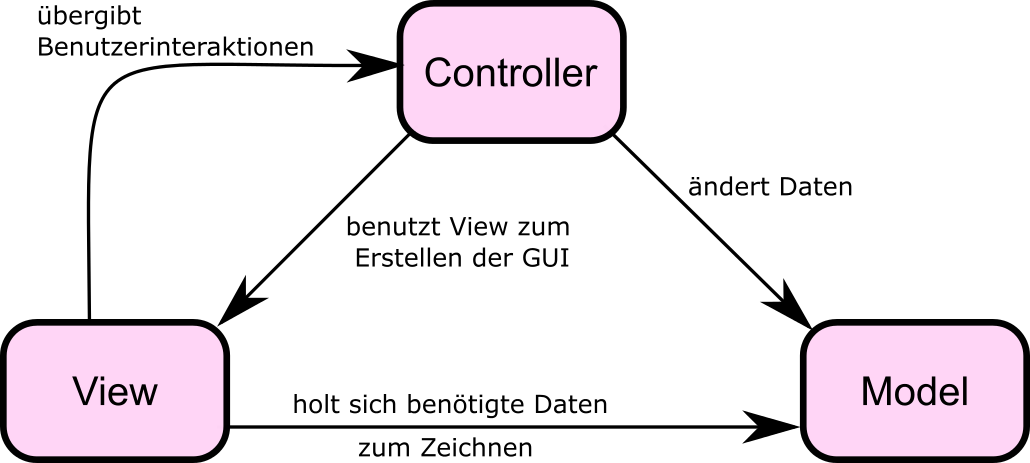 übergibt
Benutzerinteraktionen
Controller
ändert Daten
benutzt View zum
Erstellen der GUI
View
holt sich benötigte Daten
zum Zeichnen
Model